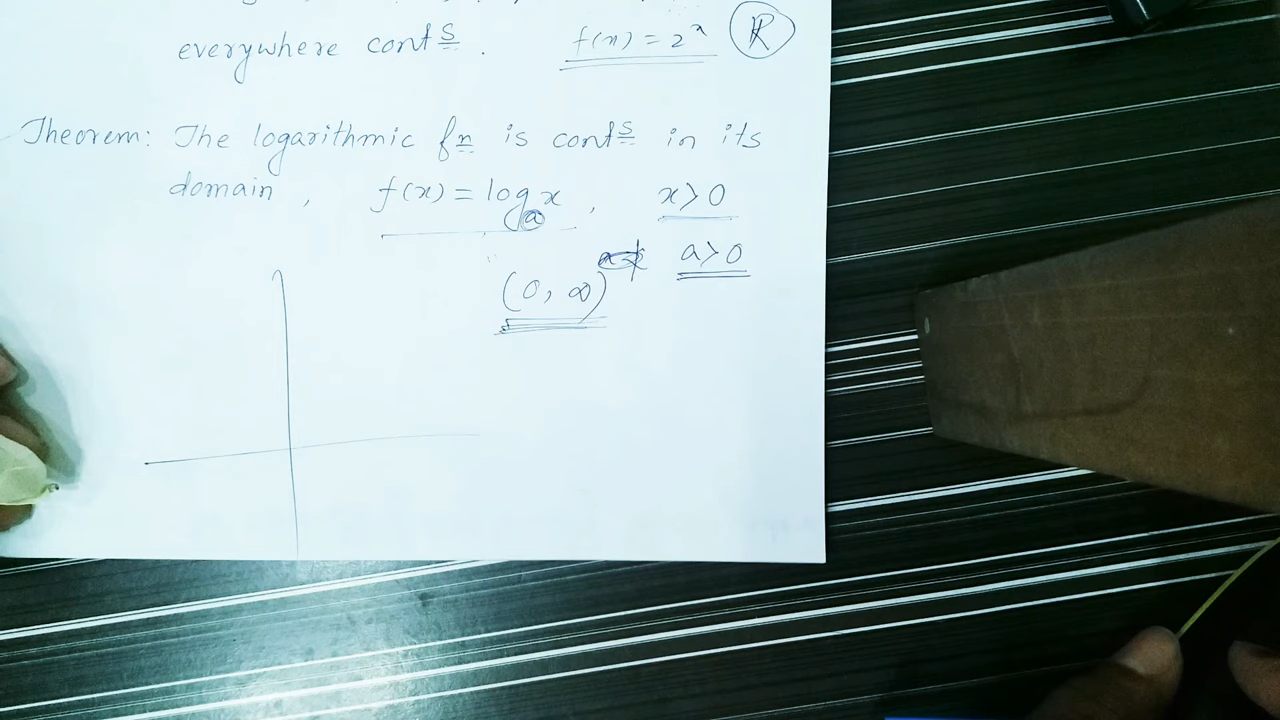 everywhere conts. f(x) = 2^x ℝ
Theorem: The logarithmic fn is conts in its
domain, f(x) = log_a x, x>0
a>0
(0, ∞)